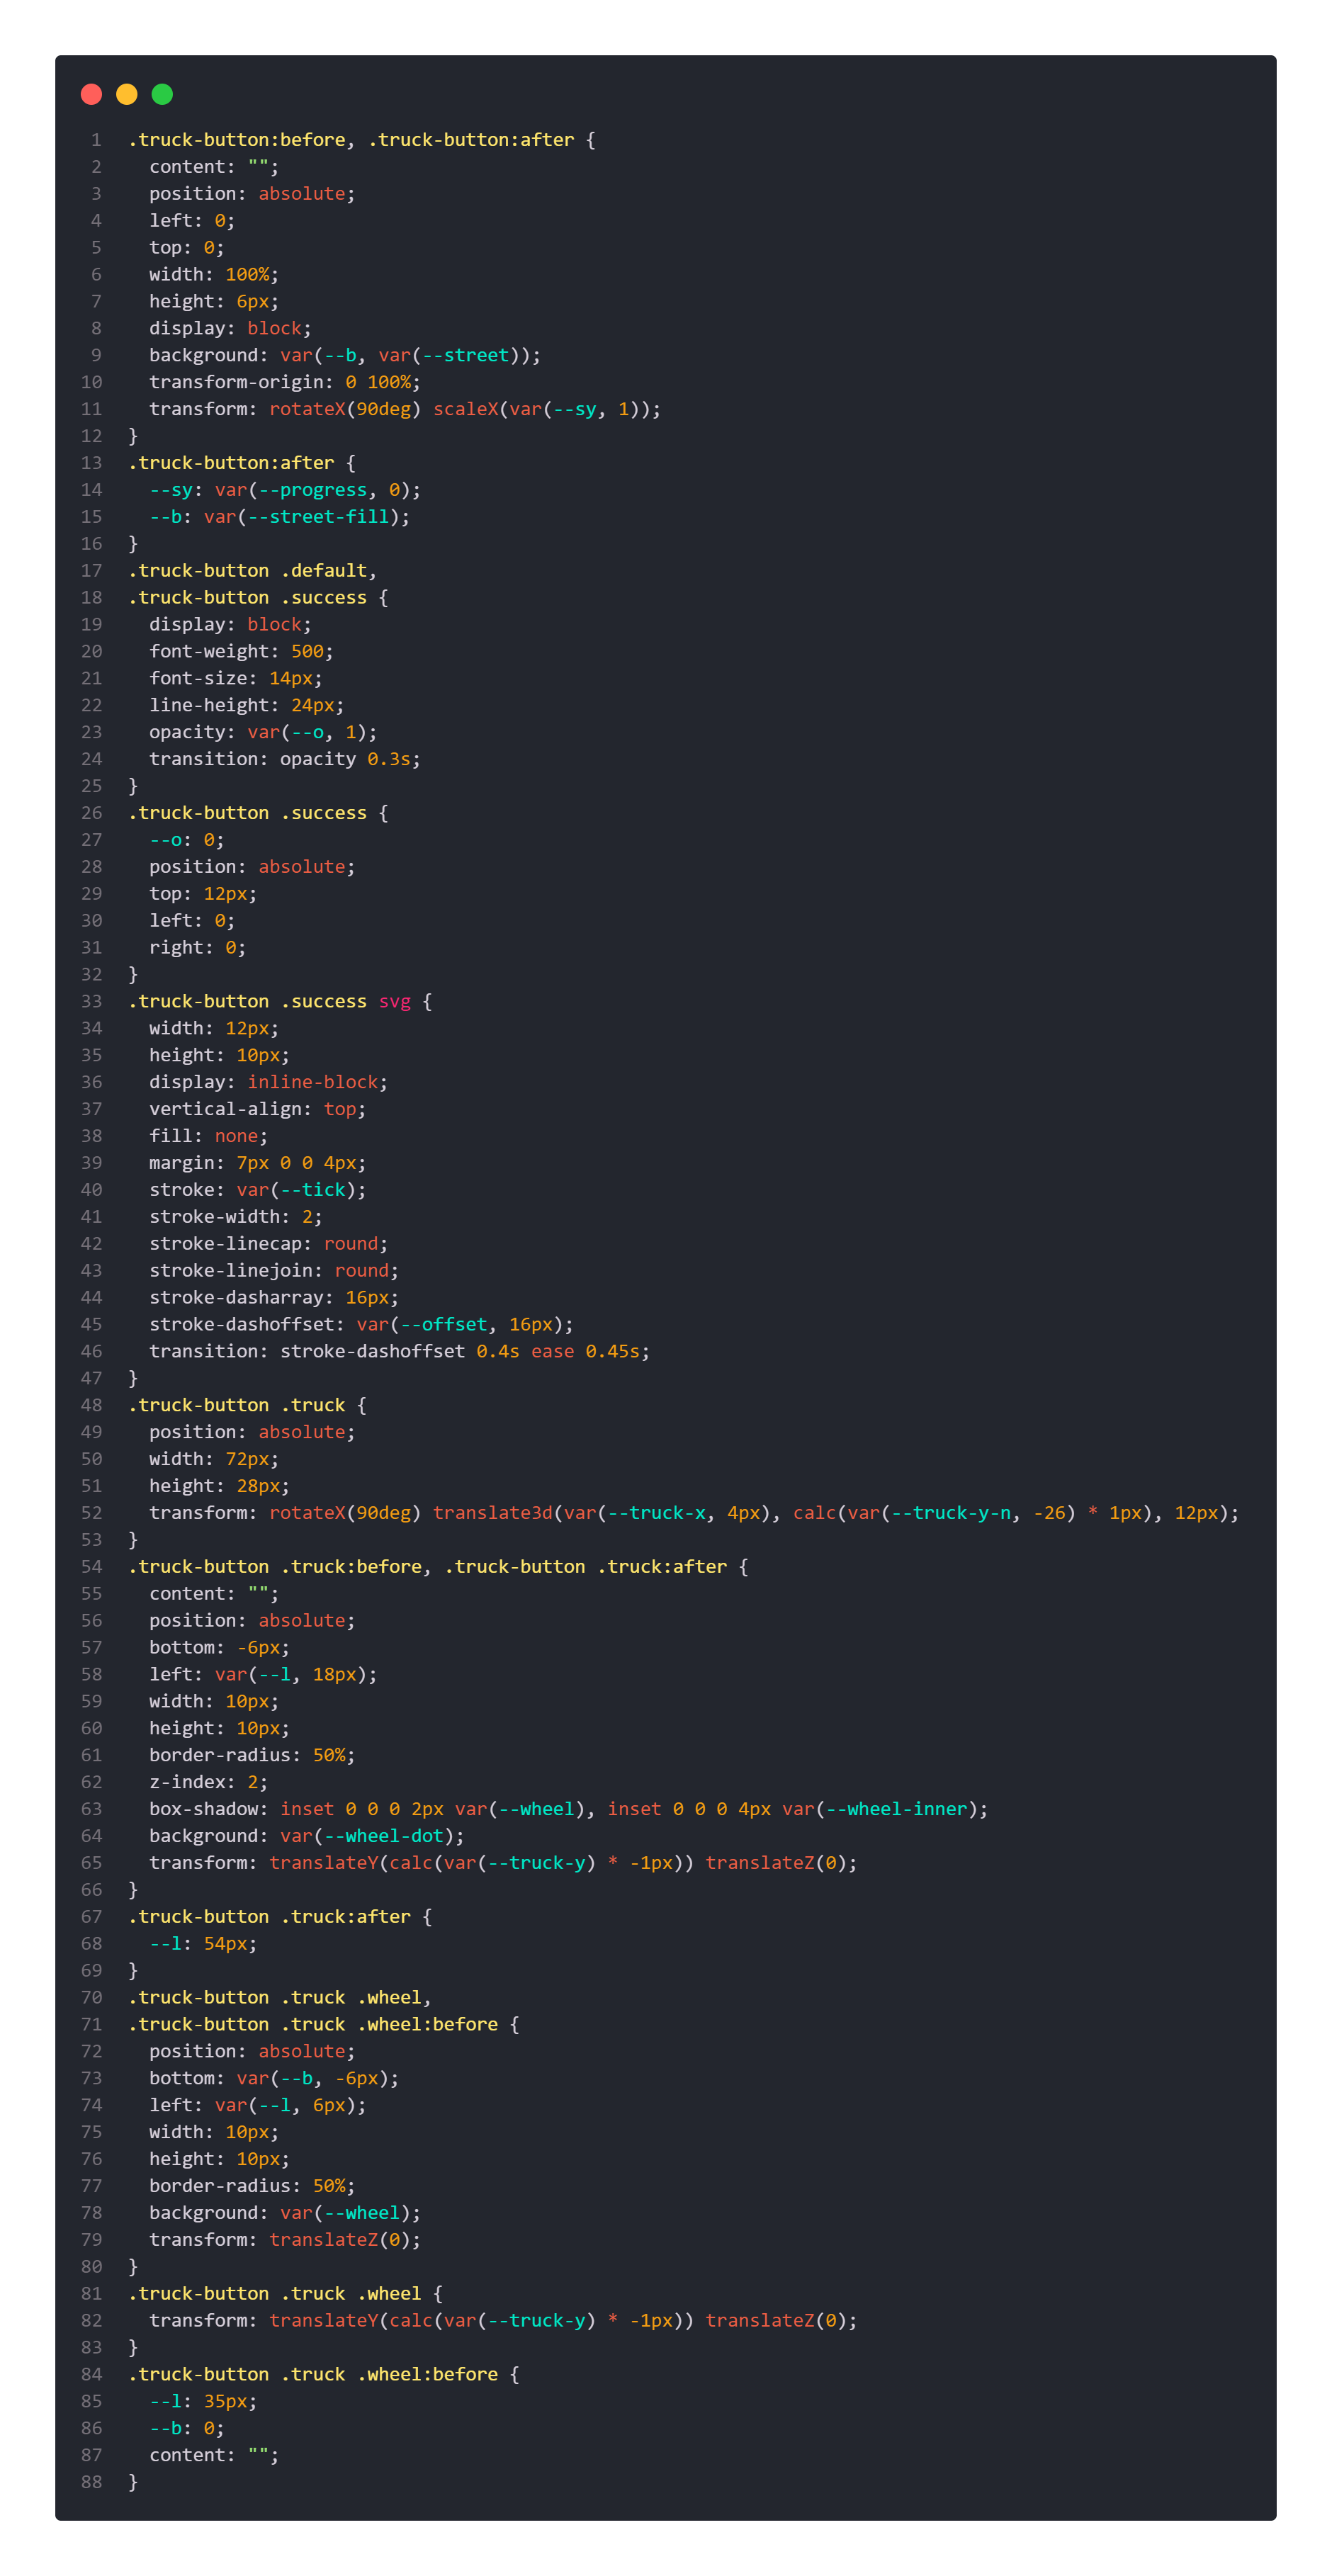 1 .truck-button:before, .truck-button:after {
2   content: "";
3   position: absolute;
4   left: 0;
5   top: 0;
6   width: 100%;
7   height: 6px;
8   display: block;
9   background: var(--b, var(--street));
10   transform-origin: 0 100%;
11   transform: rotateX(90deg) scaleX(var(--sy, 1));
12 }
13 .truck-button:after {
14   --sy: var(--progress, 0);
15   --b: var(--street-fill);
16 }
17 .truck-button .default,
18 .truck-button .success {
19   display: block;
20   font-weight: 500;
21   font-size: 14px;
22   line-height: 24px;
23   opacity: var(--o, 1);
24   transition: opacity 0.3s;
25 }
26 .truck-button .success {
27   --o: 0;
28   position: absolute;
29   top: 12px;
30   left: 0;
31   right: 0;
32 }
33 .truck-button .success svg {
34   width: 12px;
35   height: 10px;
36   display: inline-block;
37   vertical-align: top;
38   fill: none;
39   margin: 7px 0 0 4px;
40   stroke: var(--tick);
41   stroke-width: 2;
42   stroke-linecap: round;
43   stroke-linejoin: round;
44   stroke-dasharray: 16px;
45   stroke-dashoffset: var(--offset, 16px);
46   transition: stroke-dashoffset 0.4s ease 0.45s;
47 }
48 .truck-button .truck {
49   position: absolute;
50   width: 72px;
51   height: 28px;
52   transform: rotateX(90deg) translate3d(var(--truck-x, 4px), calc(var(--truck-y-n, -26) * 1px), 12px);
53 }
54 .truck-button .truck:before, .truck-button .truck:after {
55   content: "";
56   position: absolute;
57   bottom: -6px;
58   left: var(--l, 18px);
59   width: 10px;
60   height: 10px;
61   border-radius: 50%;
62   z-index: 2;
63   box-shadow: inset 0 0 0 2px var(--wheel), inset 0 0 0 4px var(--wheel-inner);
64   background: var(--wheel-dot);
65   transform: translateY(calc(var(--truck-y) * -1px)) translateZ(0);
66 }
67 .truck-button .truck:after {
68   --l: 54px;
69 }
70 .truck-button .truck .wheel,
71 .truck-button .truck .wheel:before {
72   position: absolute;
73   bottom: var(--b, -6px);
74   left: var(--l, 6px);
75   width: 10px;
76   height: 10px;
77   border-radius: 50%;
78   background: var(--wheel);
79   transform: translateZ(0);
80 }
81 .truck-button .truck .wheel {
82   transform: translateY(calc(var(--truck-y) * -1px)) translateZ(0);
83 }
84 .truck-button .truck .wheel:before {
85   --l: 35px;
86   --b: 0;
87   content: "";
88 }